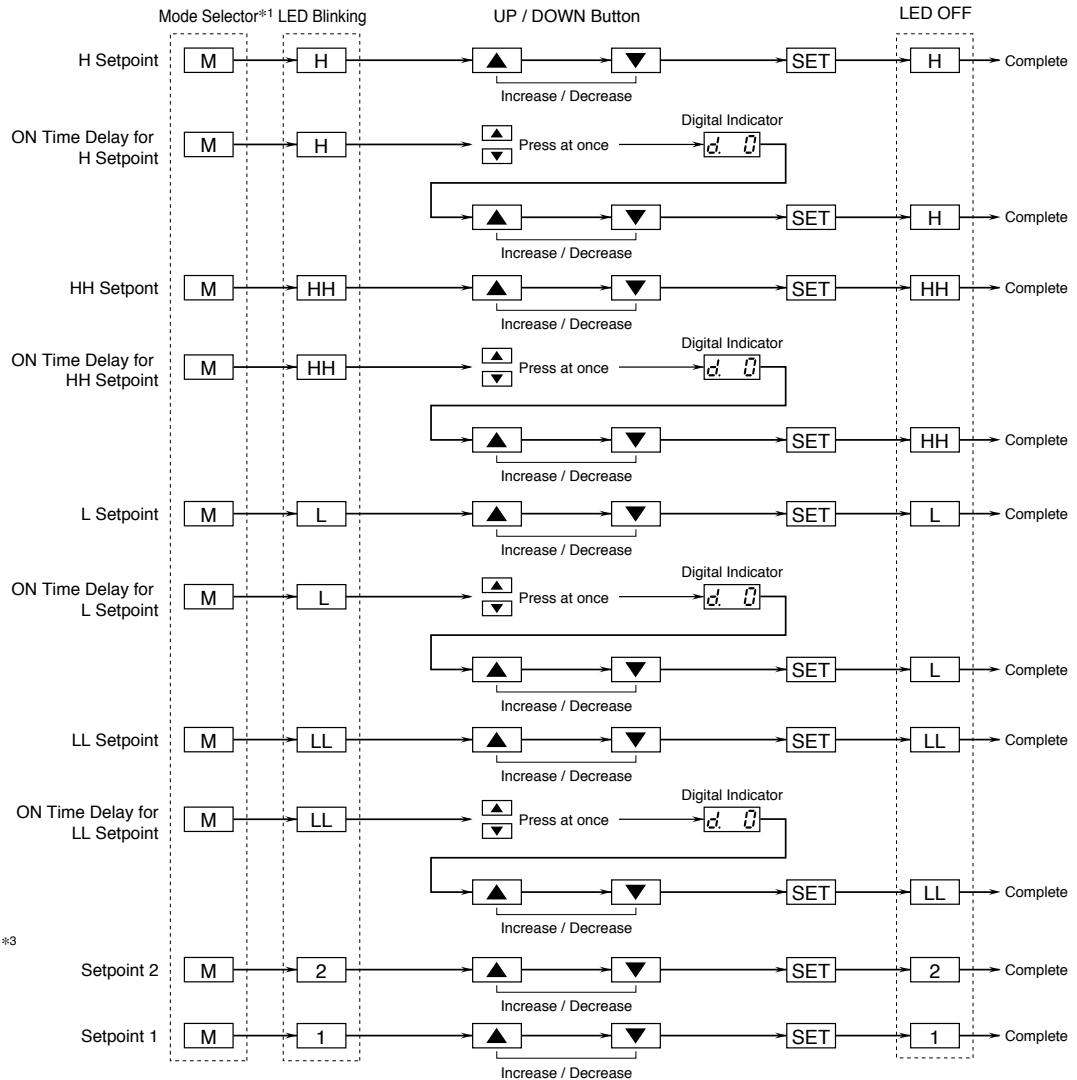 Mode Selector*1 LED Blinking UP / DOWN Button LED OFF
H Setpoint M H ▲ ▼ SET H Complete
Increase / Decrease
ON Time Delay for
H Setpoint
M H ▲ ▼ Press at once Digital Indicator d. 0
▲ ▼ SET H Complete
Increase / Decrease
HH Setpont M HH ▲ ▼ SET HH Complete
Increase / Decrease
ON Time Delay for
HH Setpoint
M HH ▲ ▼ Press at once Digital Indicator d. 0
▲ ▼ SET HH Complete
Increase / Decrease
L Setpoint M L ▲ ▼ SET L Complete
Increase / Decrease
ON Time Delay for
L Setpoint
M L ▲ ▼ Press at once Digital Indicator d. 0
▲ ▼ SET L Complete
Increase / Decrease
LL Setpoint M LL ▲ ▼ SET LL Complete
Increase / Decrease
ON Time Delay for
LL Setpoint
M LL ▲ ▼ Press at once Digital Indicator d. 0
▲ ▼ SET LL Complete
Increase / Decrease
*3
Setpoint 2 M 2 ▲ ▼ SET 2 Complete
Increase / Decrease
Setpoint 1 M 1 ▲ ▼ SET 1 Complete
Increase / Decrease